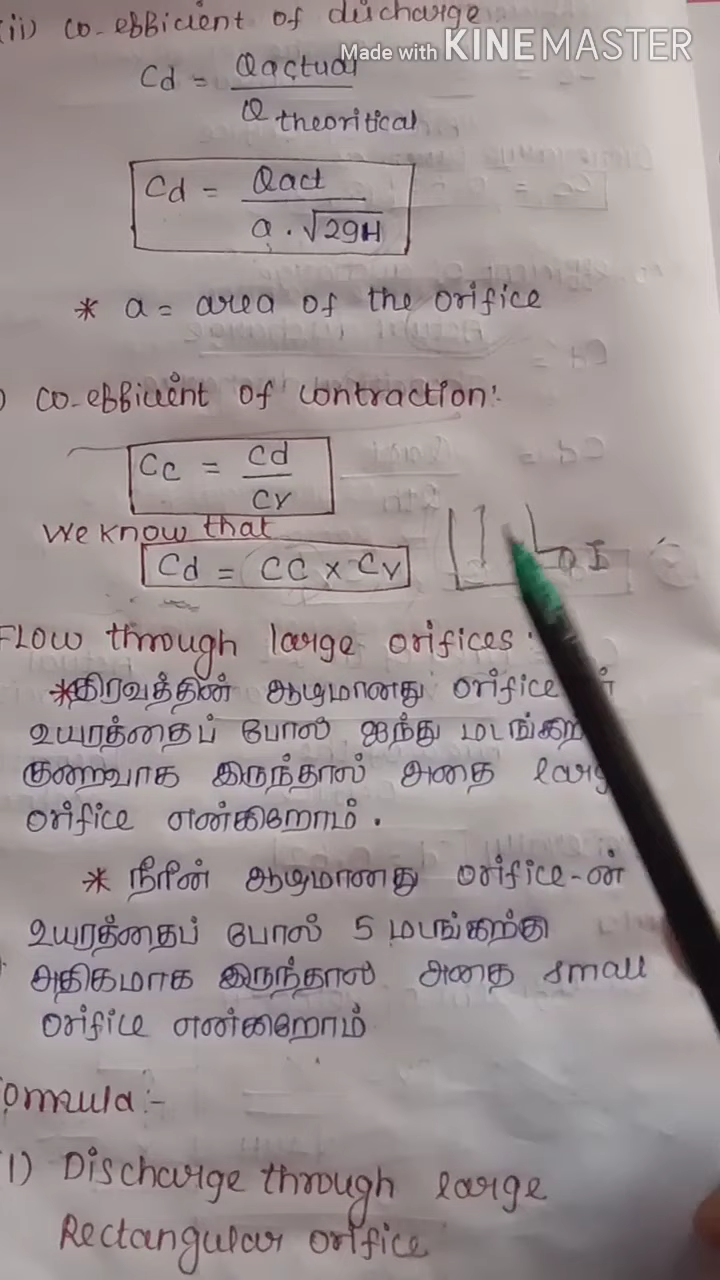 (ii) co-efficient of discharge
Made with KINEMASTER
Cd = Qactual
Q theoritical
Cd = Qact
a . √2gH
* a = area of the orifice
co-efficient of contraction:
Cc = Cd
Cv
We know that
Cd = CC x Cv
FLOW through large orifices:
*திரவத்தின் ஆழமானது orifice
உயரத்தைப் போல் ஐந்து
குறைவாக இருந்தால் அதை
orifice என்கிறோம்.
* நீரின் ஆழமானது orifice-ன்
உயரத்தைப் போல் 5 மடங்கிற்கு
அதிகமாக இருந்தால் அதை small
orifice என்கிறோம்
ormula:-
1) Discharge through large
Rectangular orifice